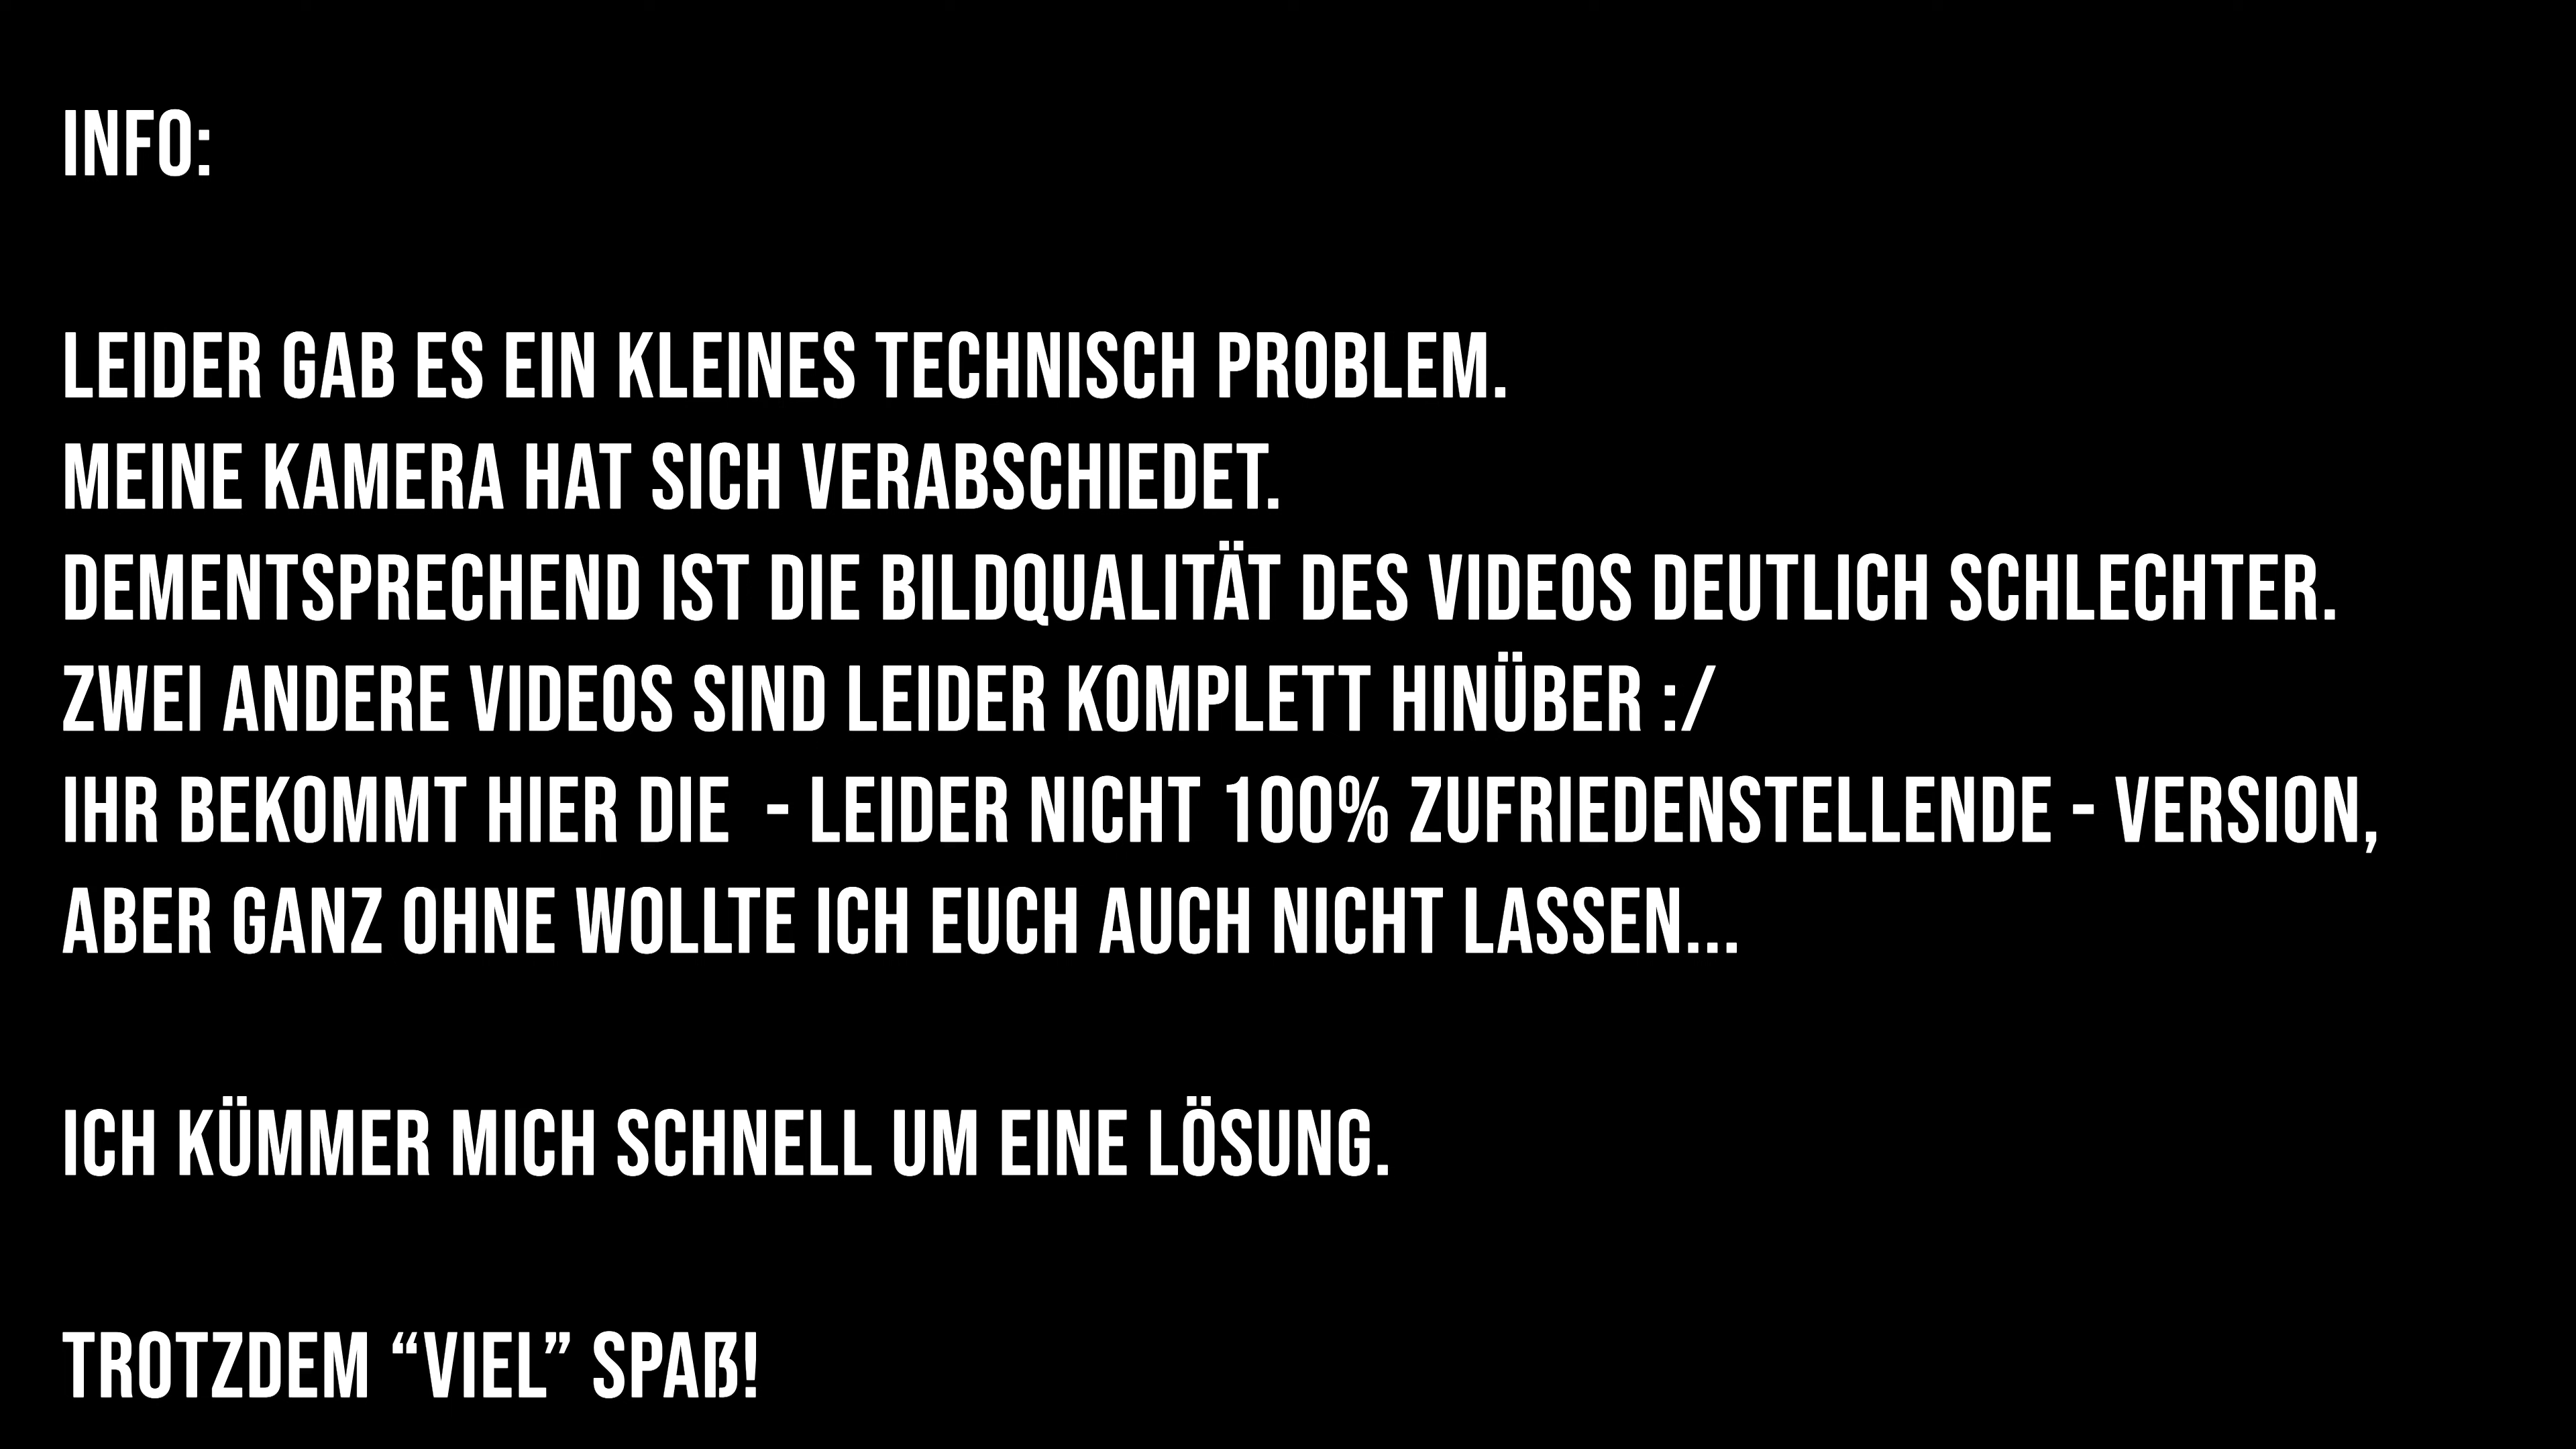 INFO:
LEIDER GAB ES EIN KLEINES TECHNISCH PROBLEM.
MEINE KAMERA HAT SICH VERABSCHIEDET.
DEMENTSPRECHEND IST DIE BILDQUALITÄT DES VIDEOS DEUTLICH SCHLECHTER.
ZWEI ANDERE VIDEOS SIND LEIDER KOMPLETT HINÜBER :/
IHR BEKOMMT HIER DIE  - LEIDER NICHT 100% ZUFRIEDENSTELLENDE - VERSION,
ABER GANZ OHNE WOLLTE ICH EUCH AUCH NICHT LASSEN...
ICH KÜMMER MICH SCHNELL UM EINE LÖSUNG.
TROTZDEM “VIEL” SPAß!